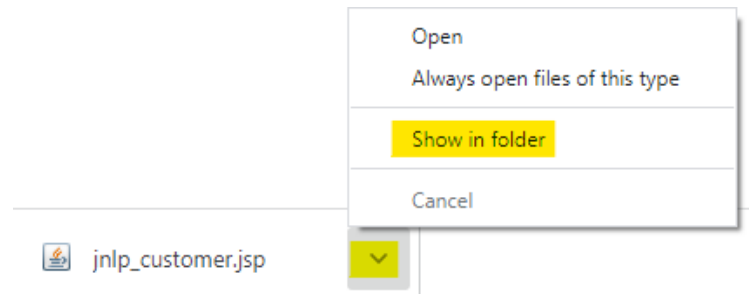 Open
Always open files of this type
Show in folder
Cancel
jnlp_customer.jsp